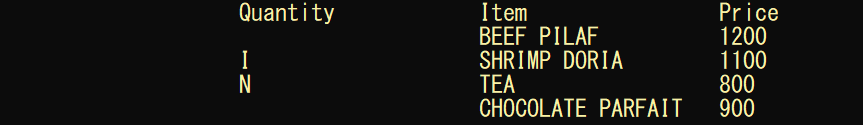 Quantity Item Price
BEEF PILAF 1200
I SHRIMP DORIA 1100
N TEA 800
CHOCOLATE PARFAIT 900